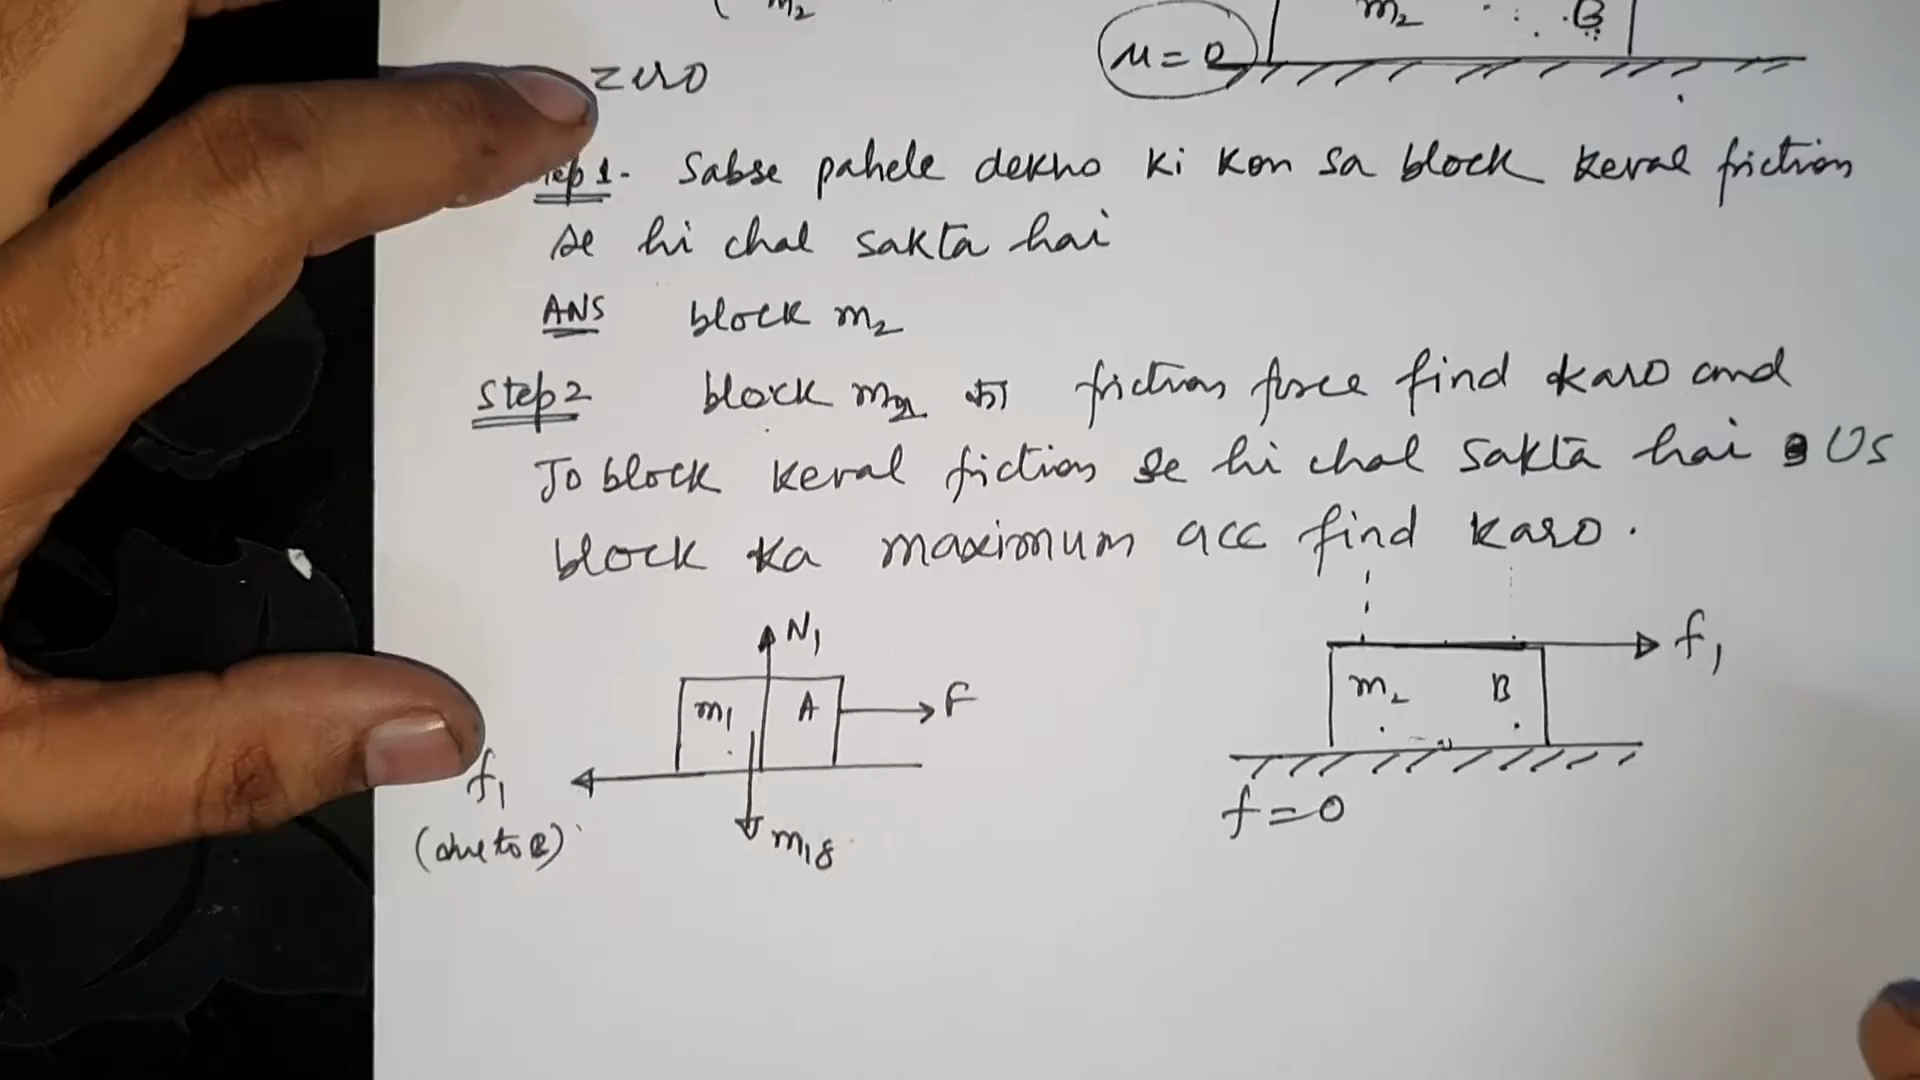 m₂
m₂ B
μ=0
zero
Step 1- Sabse pahele dekho ki kon sa block keval friction
se hi chal sakta hai
ANS block m₂
Step 2 block का friction force find karo and
To block keval friction se hi chal sakta hai Us
block ka maximum acc find karo.
N₁
f₁
m₁ A F
m₂ B
f₁
f=0
(due to )
m₁g